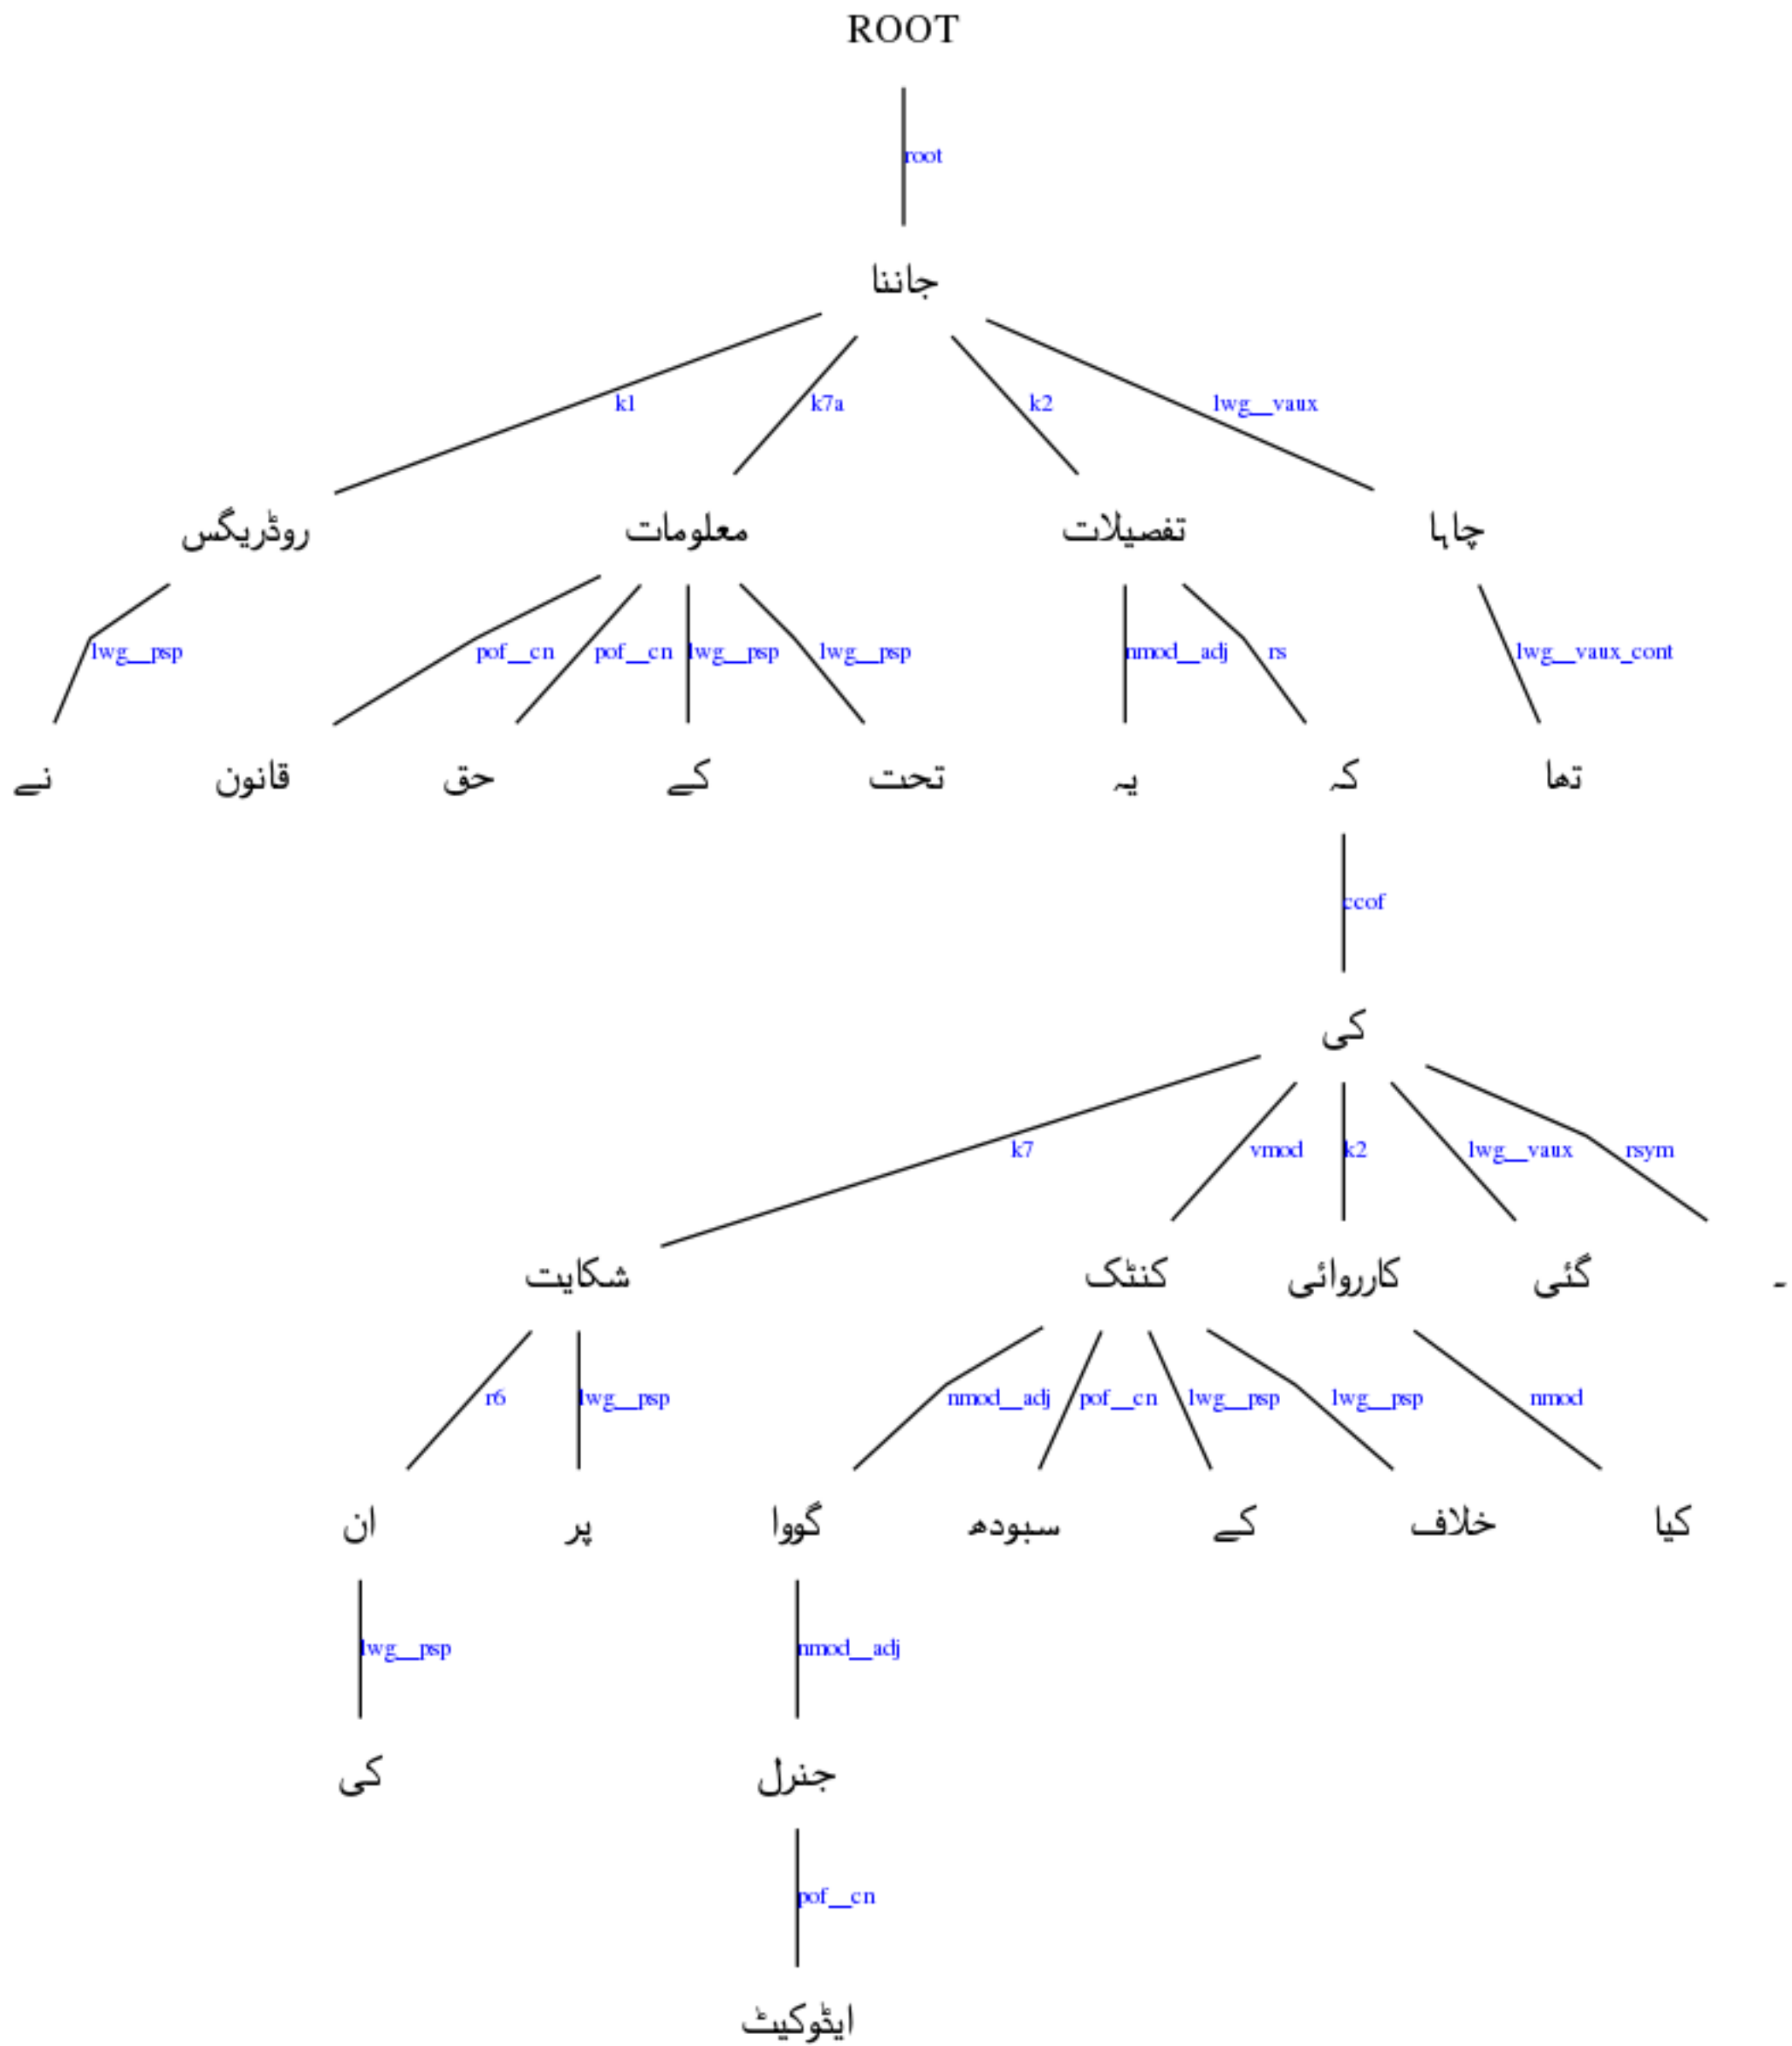 ROOT
root
جاننا
k1 k7a k2 lwg__vaux
روڈریگس معلومات تفصیلات چاہا
lwg__psp pof__cn pof__cn lwg__psp lwg__psp nmod__adj rs lwg__vaux_cont
نے قانون حق کے تحت یہ کہ تھا
ccof
کی
k7 vmod k2 lwg__vaux rsym
شکایت کنٹک کارروائی گئی ۔
r6 lwg__psp nmod__adj pof__cn lwg__psp lwg__psp nmod
ان پر گووا سبودھ کے خلاف کیا
lwg__psp nmod__adj
کی جنرل
pof__cn
ایڈوکیٹ